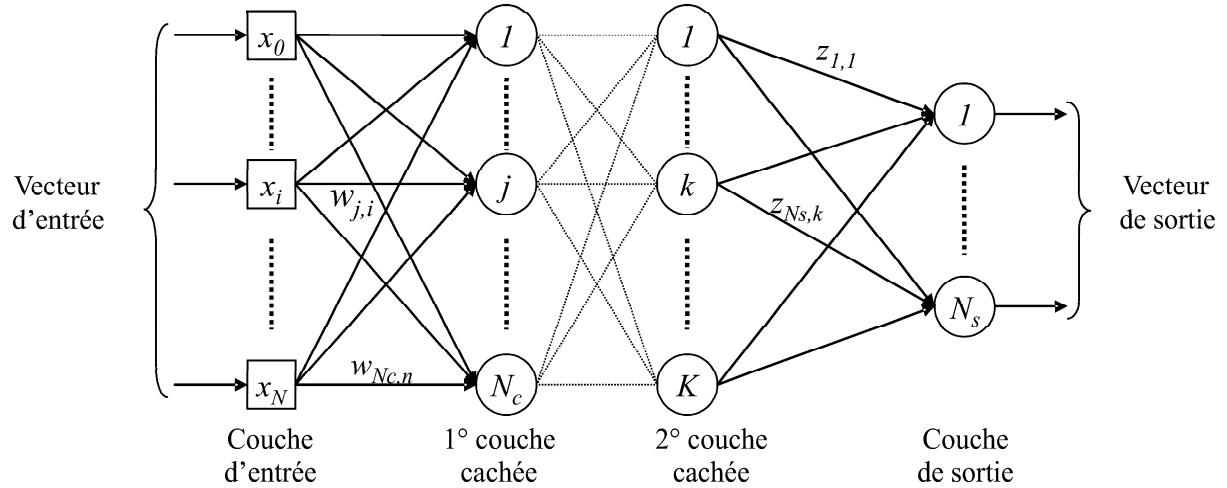 x0
1
1
z1,1
1
Vecteur
d’entrée
xi
wj,i
j
k
zNs,k
Vecteur
de sortie
Ns
xN
wNc,n
Nc
K
Couche
d’entrée
1° couche
cachée
2° couche
cachée
Couche
de sortie